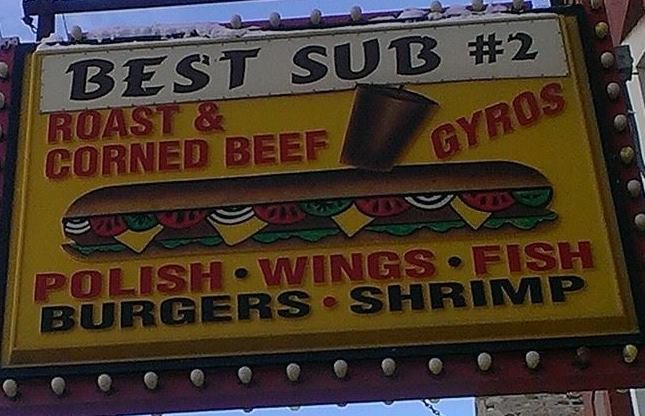 BEST SUB #2
ROAST &
CORNED BEEF
GYROS
POLISH • WINGS • FISH
BURGERS • SHRIMP